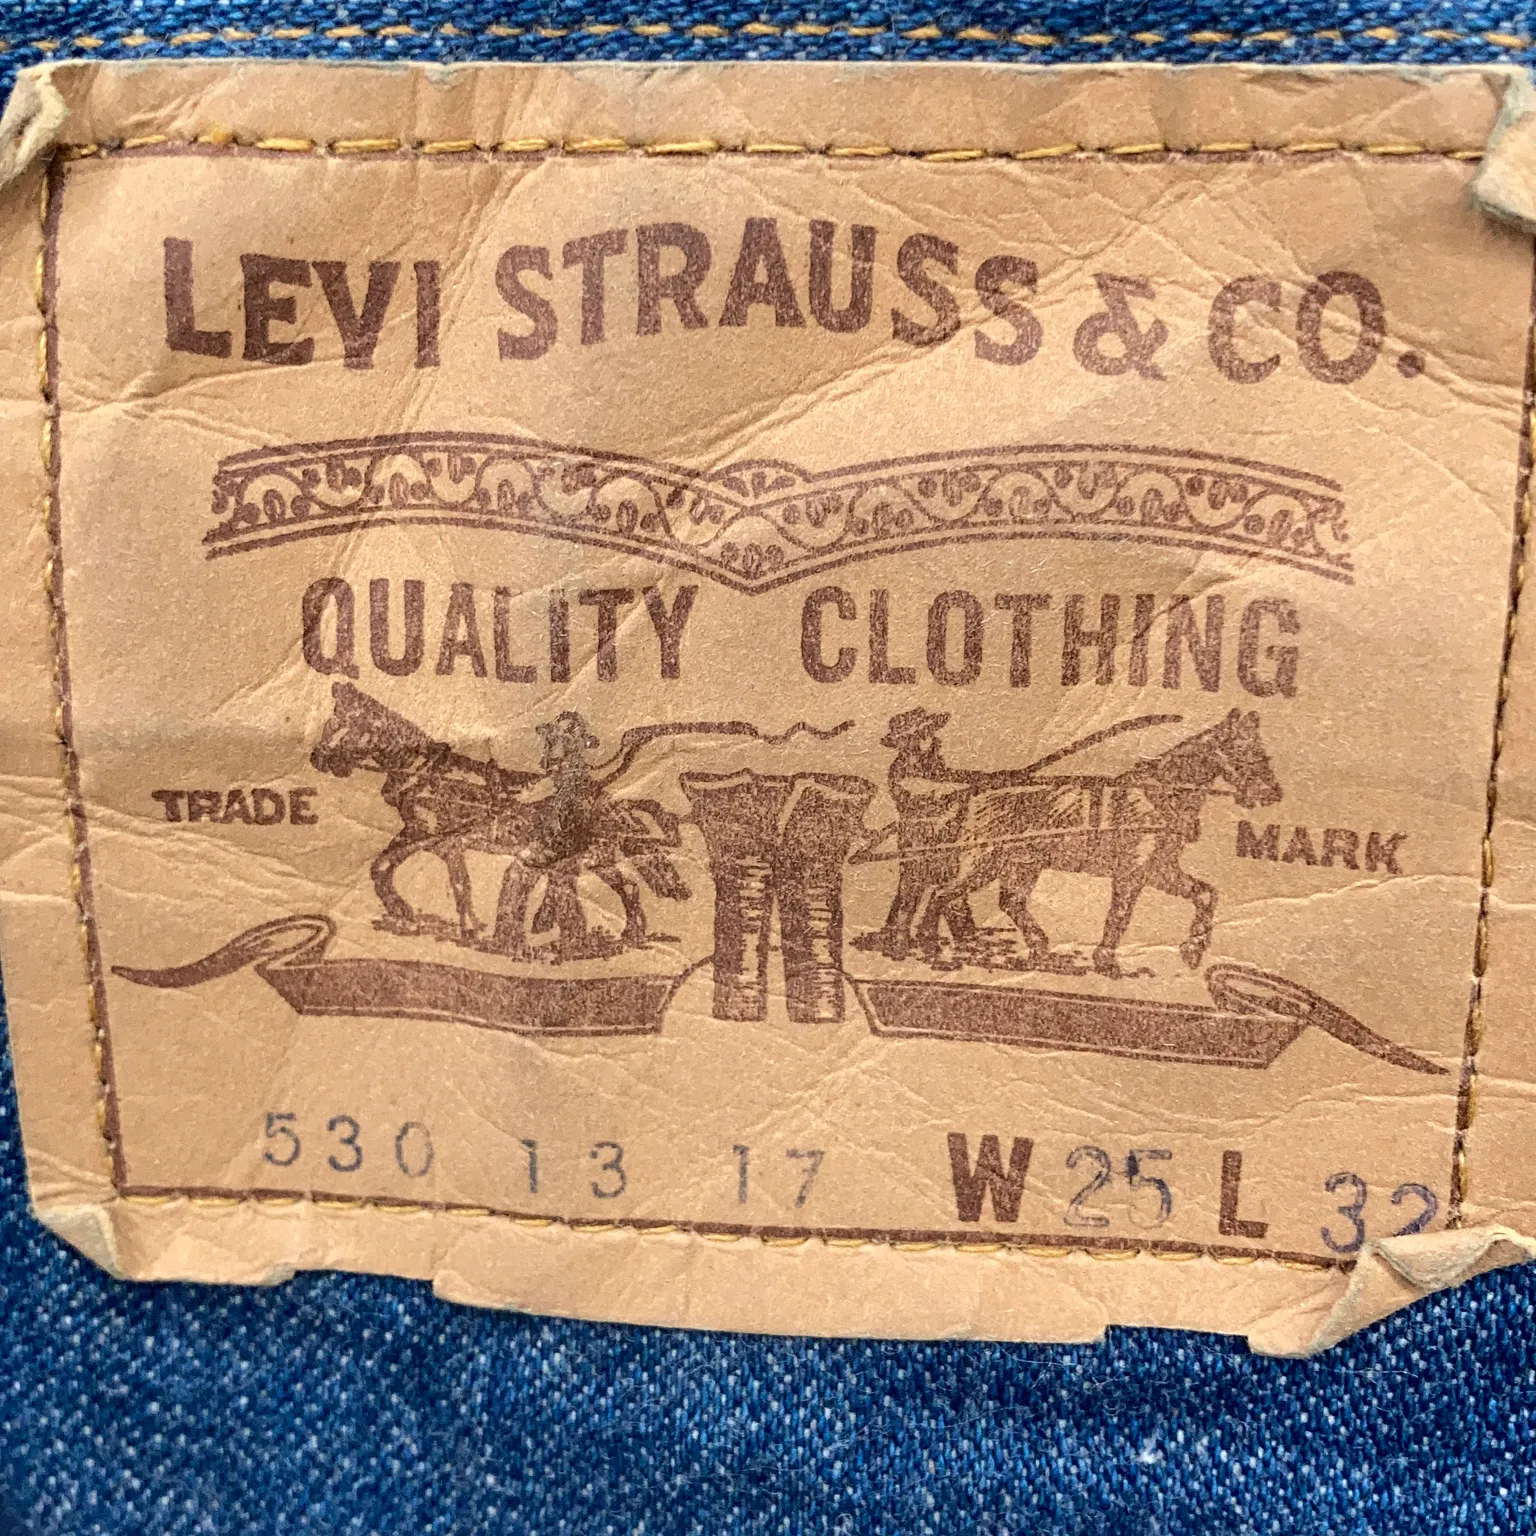 LEVI STRAUSS & CO.
QUALITY CLOTHING
TRADE MARK
530 13 17 W 25 L 32